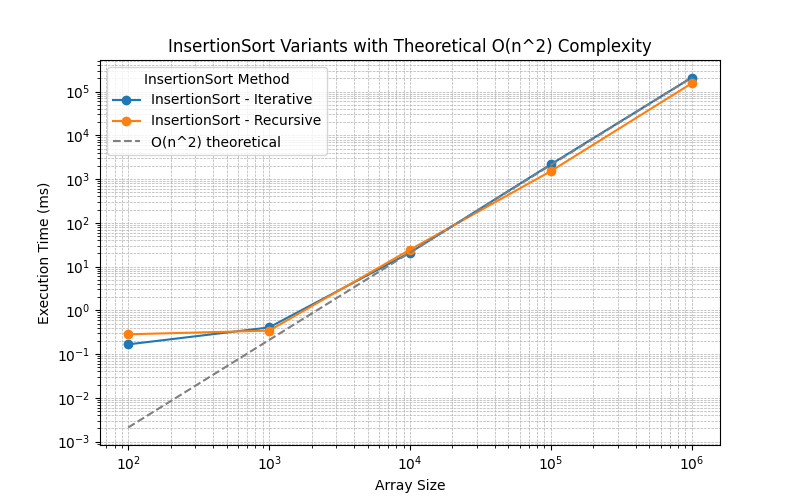 InsertionSort Variants with Theoretical O(n^2) Complexity
InsertionSort Method
InsertionSort - Iterative
InsertionSort - Recursive
O(n^2) theoretical
Execution Time (ms)
10^5
10^4
10^3
10^2
10^1
10^0
10^-1
10^-2
10^-3
10^2 10^3 10^4 10^5 10^6
Array Size